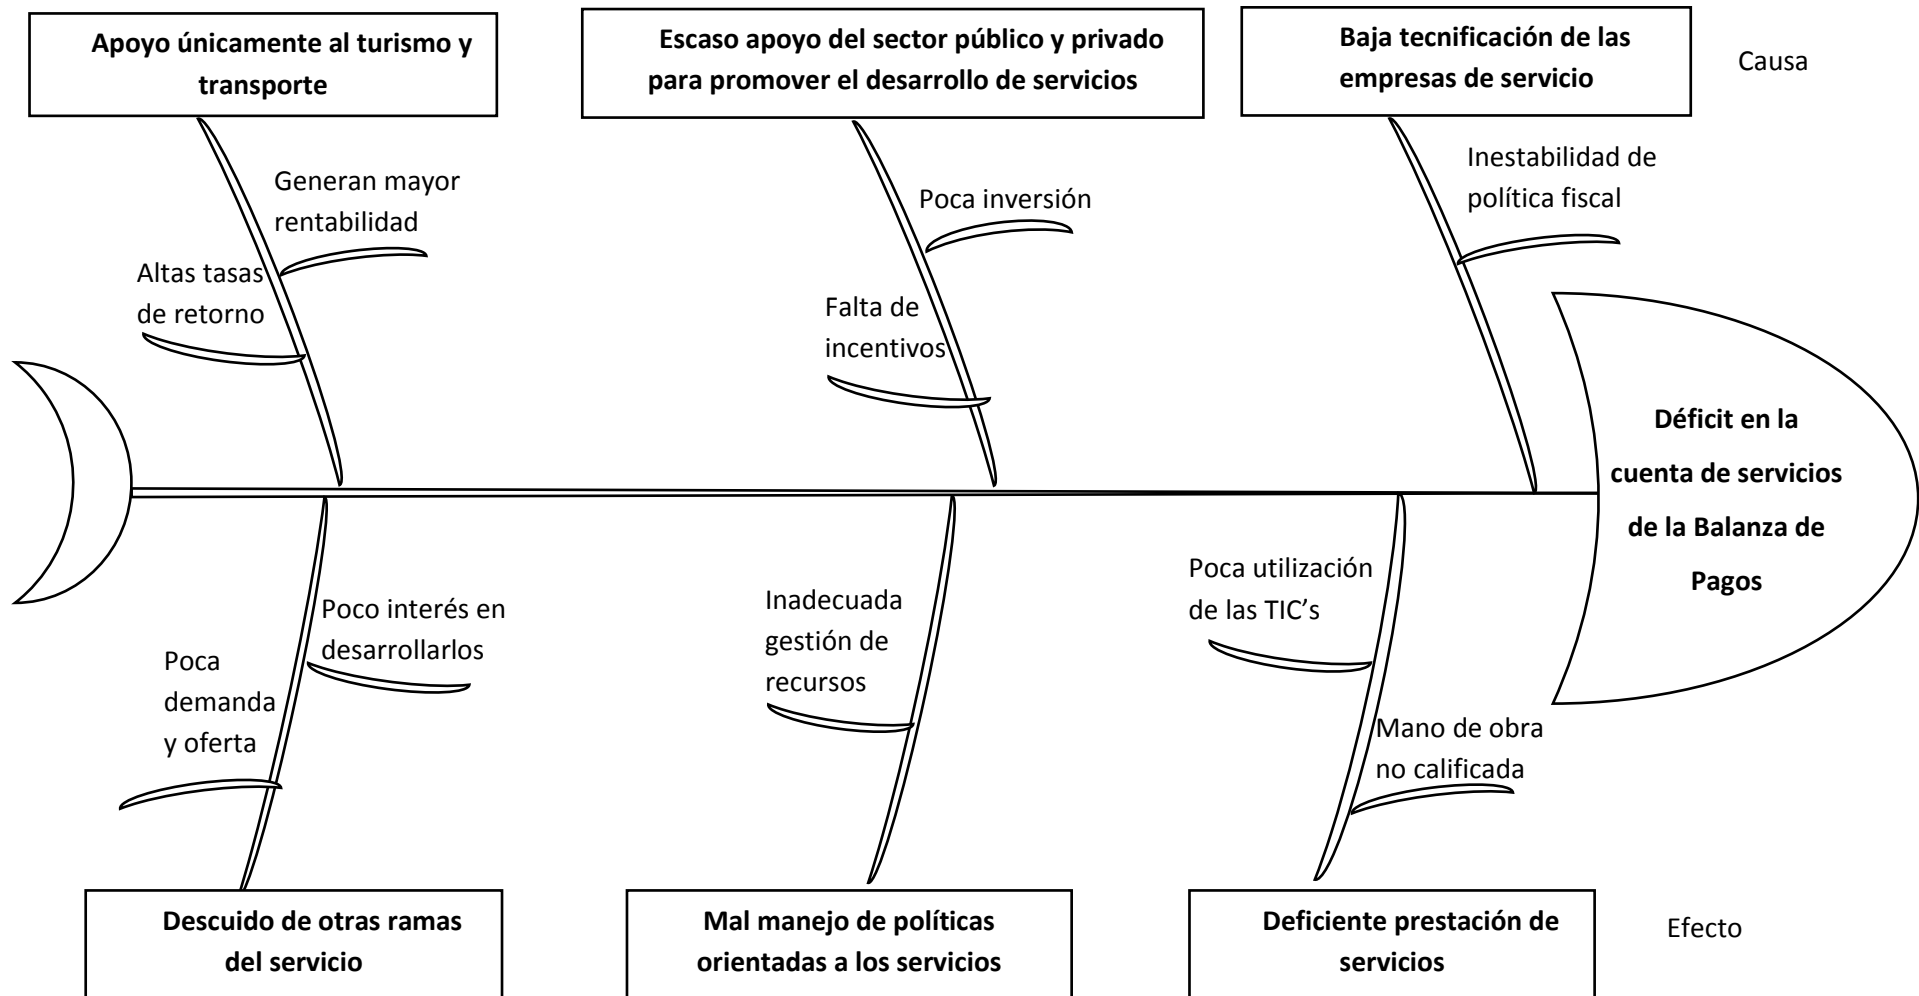 Apoyo únicamente al turismo y
transporte
Escaso apoyo del sector público y privado
para promover el desarrollo de servicios
Baja tecnificación de las
empresas de servicio
Causa
Generan mayor
rentabilidad
Altas tasas
de retorno
Poca inversión
Falta de
incentivos
Inestabilidad de
política fiscal
Déficit en la
cuenta de servicios
de la Balanza de
Pagos
Poco interés en
desarrollarlos
Poca
demanda
y oferta
Inadecuada
gestión de
recursos
Poca utilización
de las TIC’s
Mano de obra
no calificada
Descuido de otras ramas
del servicio
Mal manejo de políticas
orientadas a los servicios
Deficiente prestación de
servicios
Efecto